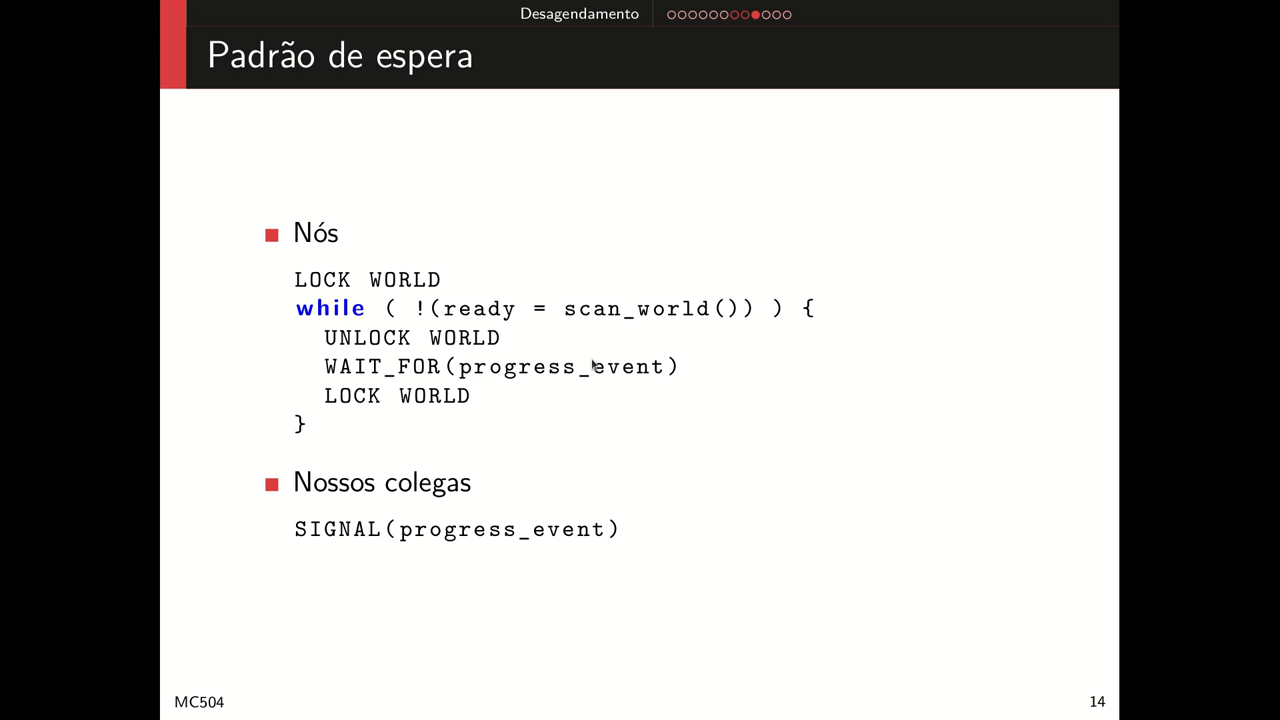 Desagendamento
Padrão de espera
Nós
LOCK WORLD
while ( !(ready = scan_world()) ) {
UNLOCK WORLD
WAIT_FOR(progress_event)
LOCK WORLD
}
Nossos colegas
SIGNAL(progress_event)
MC504
14